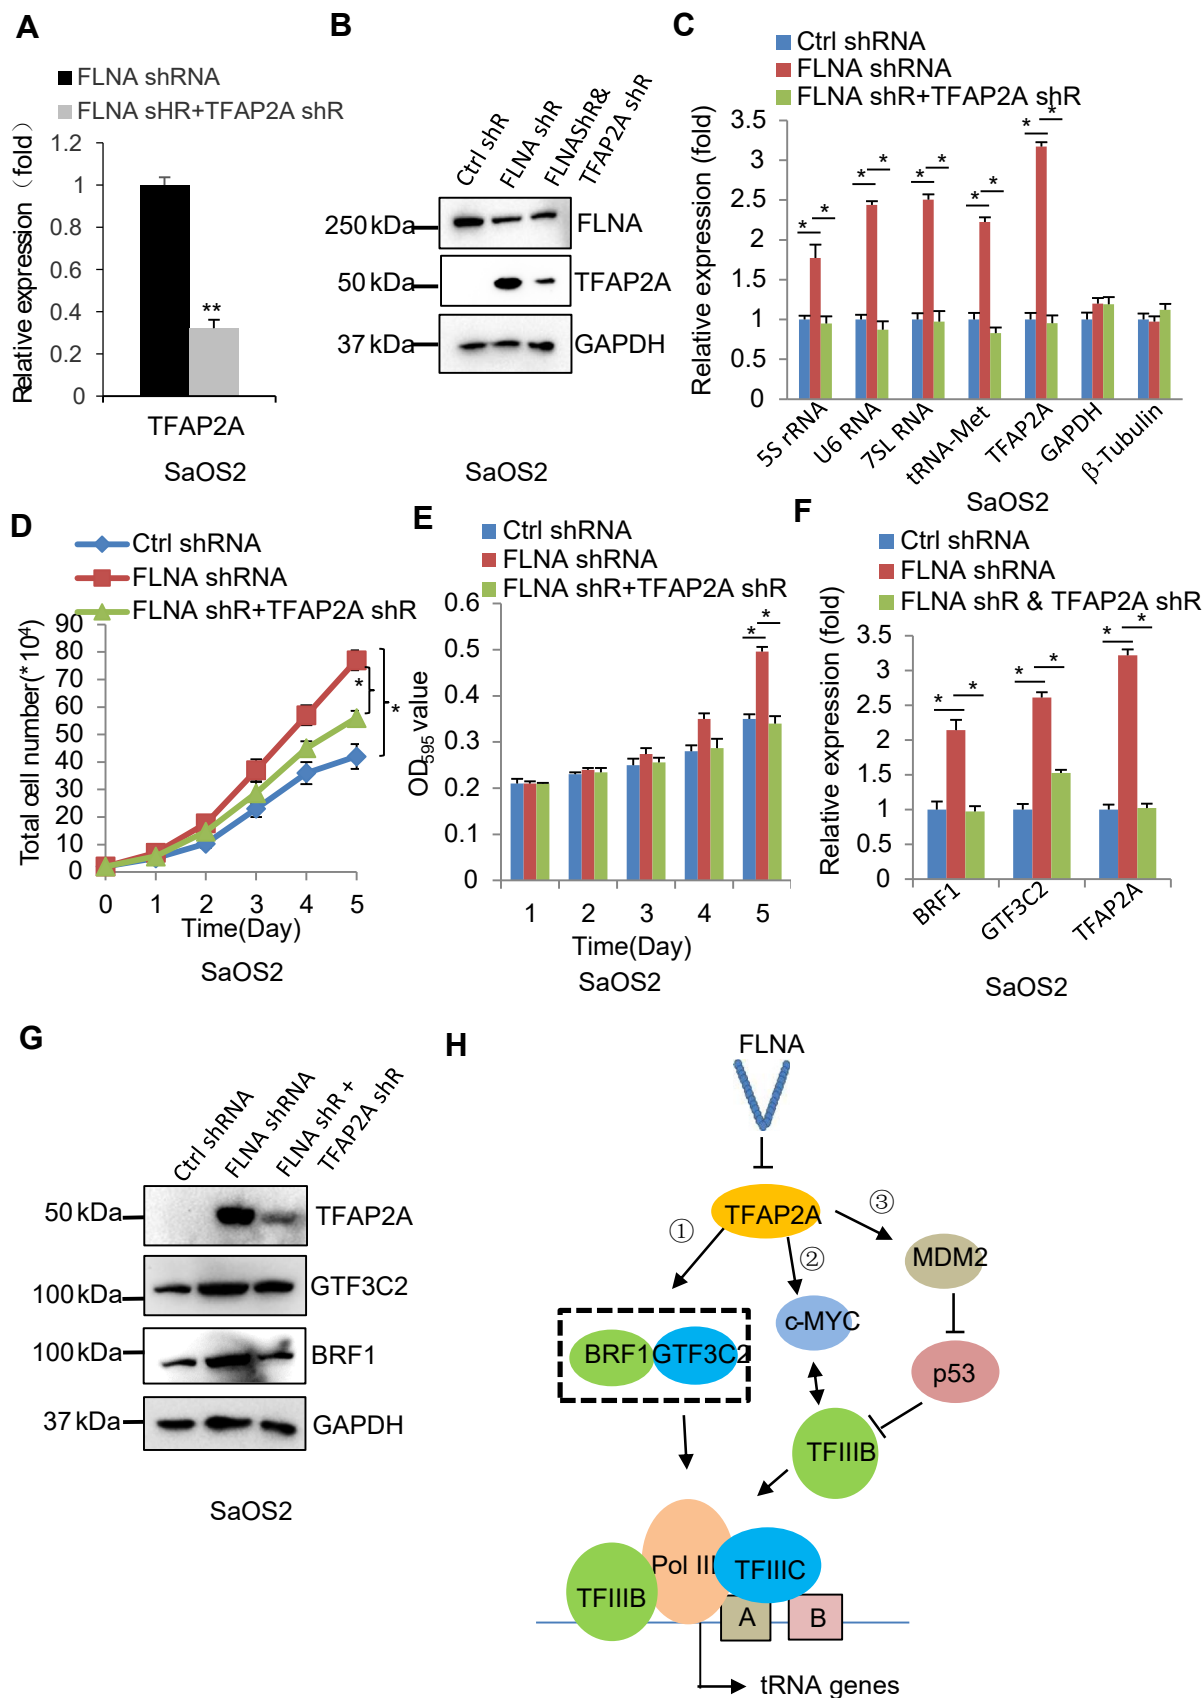 A
FLNA shRNA
FLNA sHR+TFAP2A shR
Relative expression (fold)
1.2
1
0.8
0.6
0.4
0.2
0
**
TFAP2A
SaOS2
B
Ctrl shR
FLNA shR
FLNAShR&
TFAP2A shR
250 kDa
FLNA
50 kDa
TFAP2A
37 kDa
GAPDH
SaOS2
C
Ctrl shRNA
FLNA shRNA
FLNA shR+TFAP2A shR
Relative expression (fold)
3.5
3
2.5
2
1.5
1
0.5
0
* *
* *
* *
* *
* *
5S rRNA
U6 RNA
7SL RNA
tRNA-Met
TFAP2A
GAPDH
β-Tubulin
SaOS2
D
Ctrl shRNA
FLNA shRNA
FLNA shR+TFAP2A shR
Total cell number(*10⁴)
90
80
70
60
50
40
30
20
10
0
*
*
0 1 2 3 4 5
Time(Day)
SaOS2
E
Ctrl shRNA
FLNA shRNA
FLNA shR+TFAP2A shR
OD₅₉₅ value
0.6
0.5
0.4
0.3
0.2
0.1
0
* *
1 2 3 4 5
Time(Day)
SaOS2
F
Ctrl shRNA
FLNA shRNA
FLNA shR & TFAP2A shR
Relative expression (fold)
3.5
3
2.5
2
1.5
1
0.5
0
* *
* *
* *
BRF1
GTF3C2
TFAP2A
SaOS2
G
Ctrl shRNA
FLNA shRNA
FLNA shR +
TFAP2A shR
50 kDa
TFAP2A
100 kDa
GTF3C2
100 kDa
BRF1
37 kDa
GAPDH
SaOS2
H
FLNA
TFAP2A
①
②
③
MDM2
c-MYC
BRF1
GTF3C2
p53
TFIIIB
Pol III
TFIIIC
TFIIIB
A
B
tRNA genes